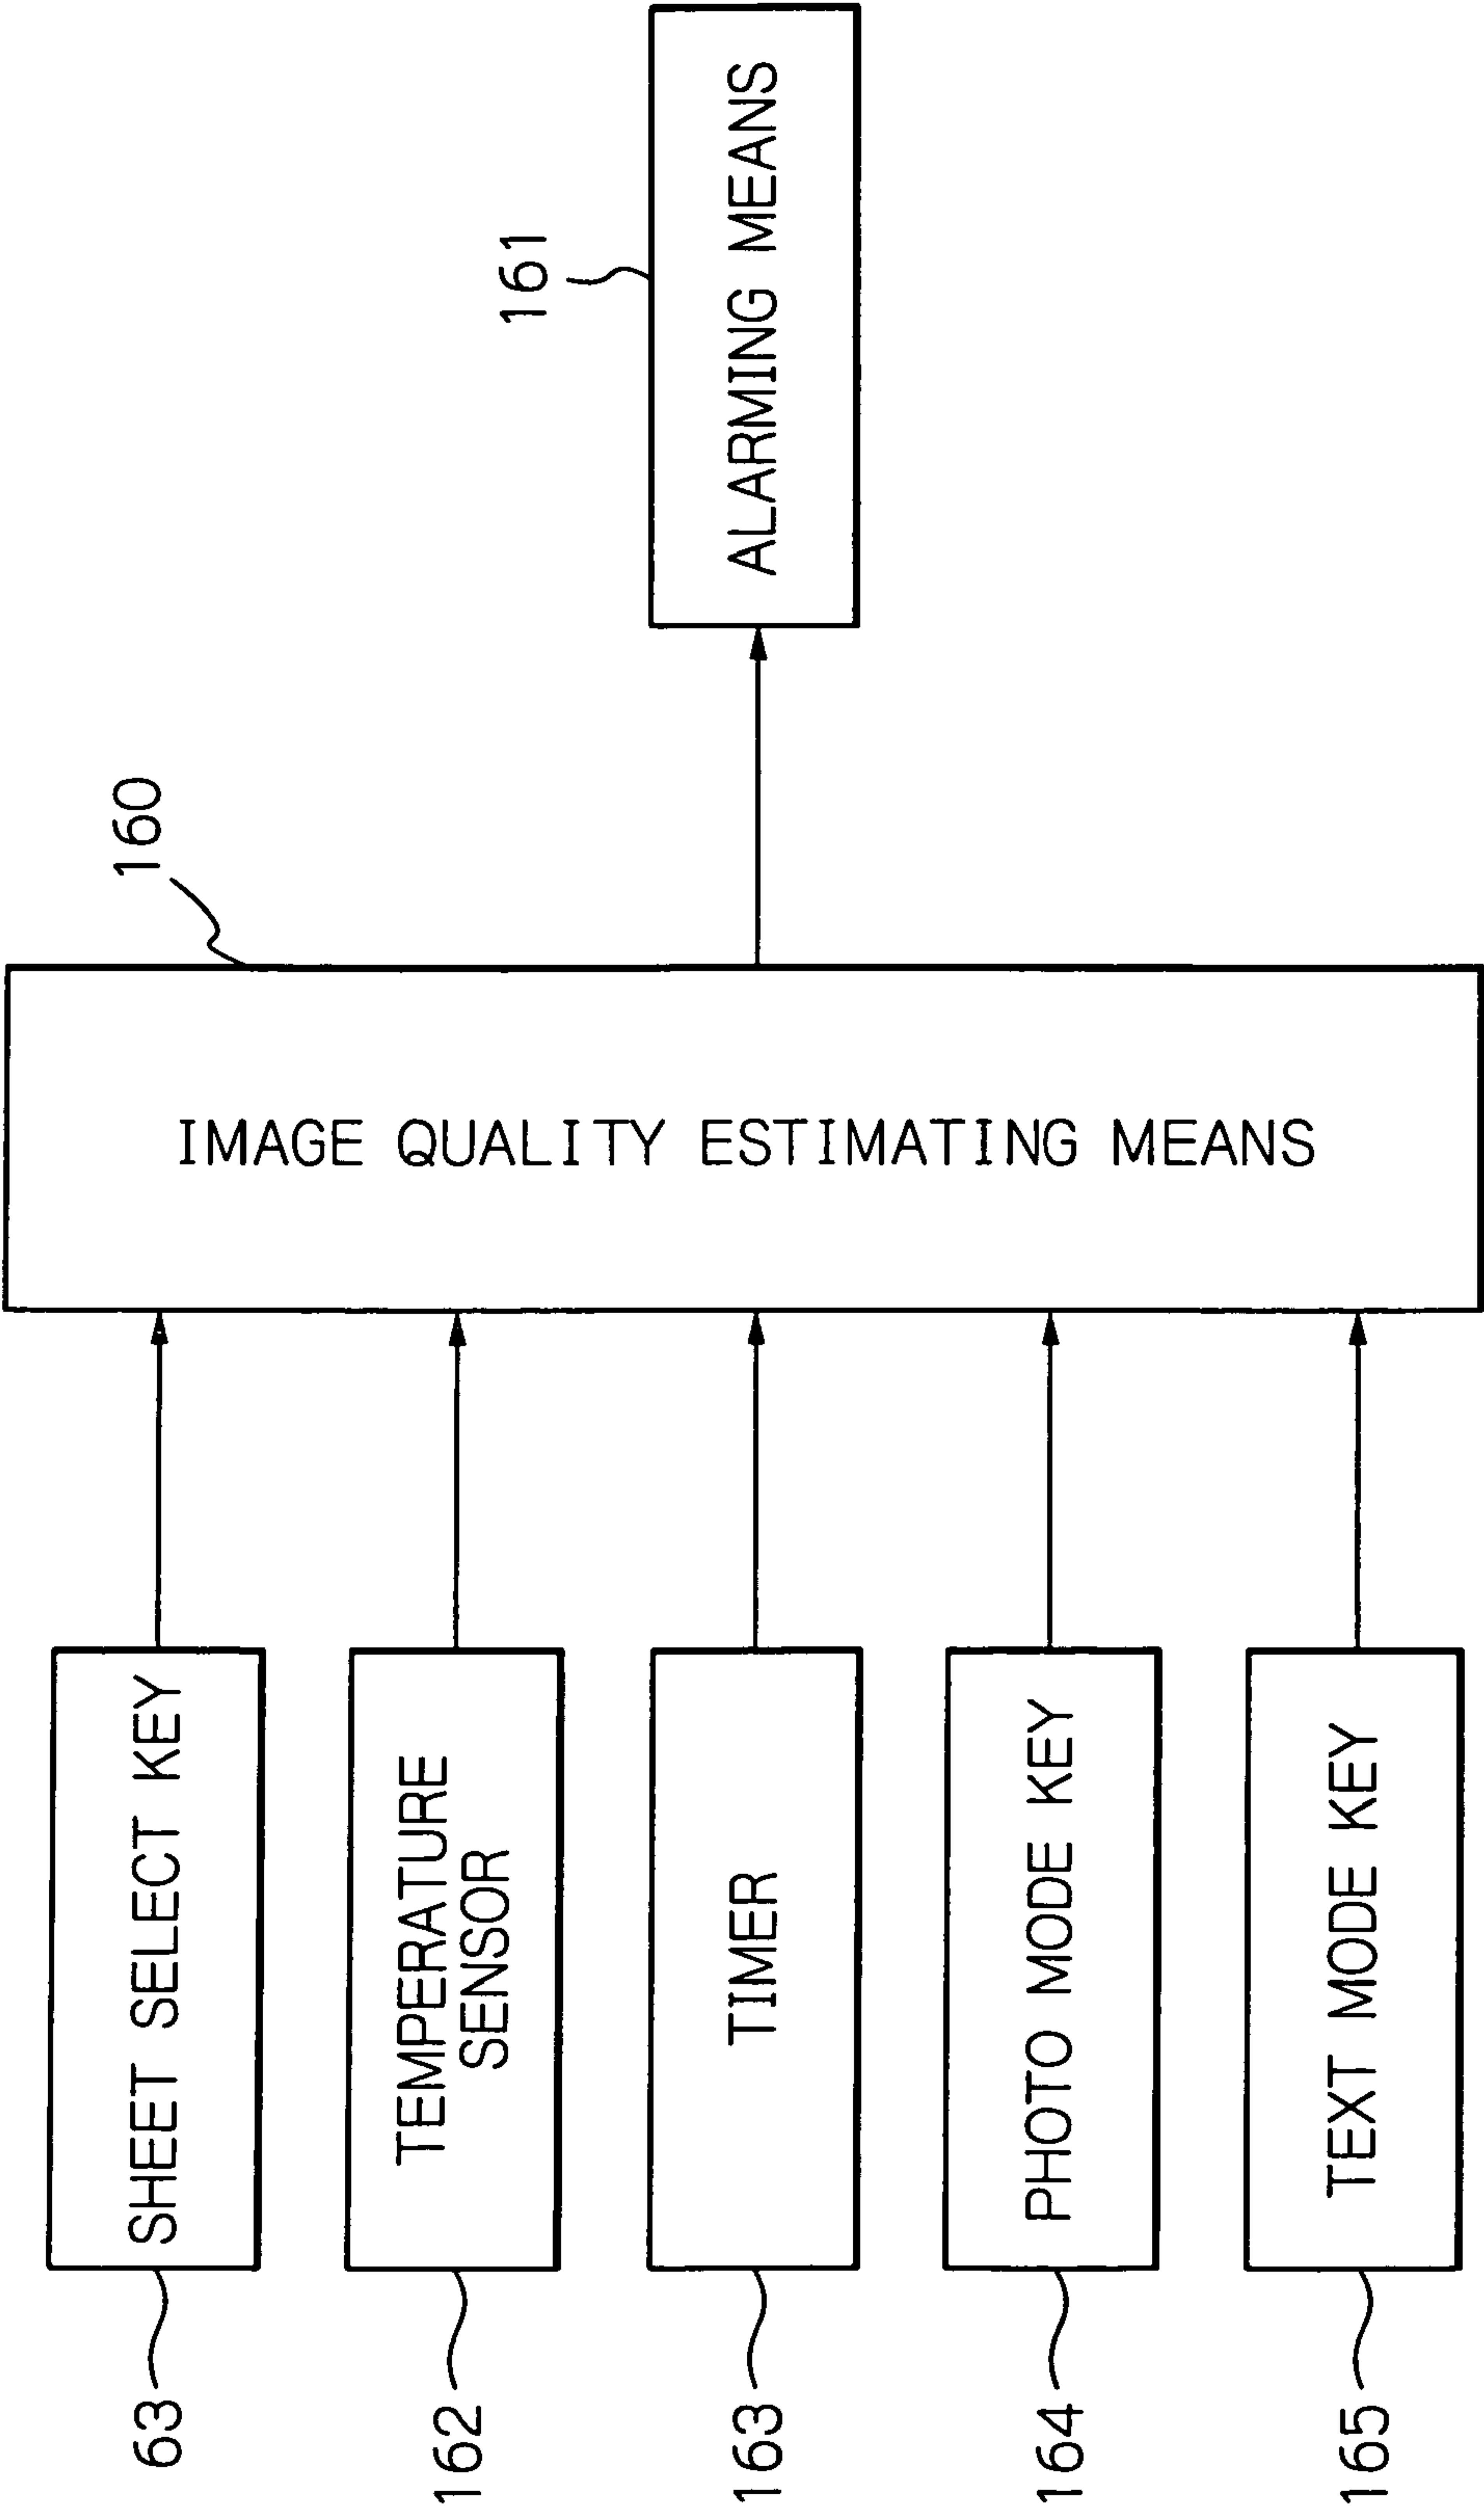 63
SHEET SELECT KEY
162
TEMPERATURE
SENSOR
163
TIMER
164
PHOTO MODE KEY
165
TEXT MODE KEY
160
IMAGE QUALITY ESTIMATING MEANS
161
ALARMING MEANS